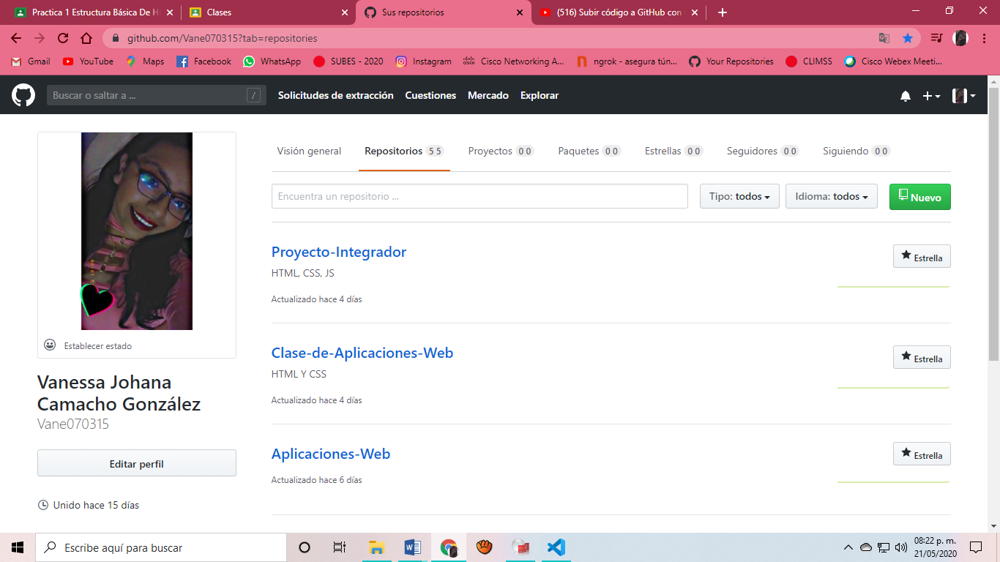 Practica 1 Estructura Básica De H
Clases
Sus repositorios
(516) Subir código a GitHub con
github.com/Vane070315?tab=repositories
Gmail YouTube Maps Facebook WhatsApp SUBES - 2020 Instagram Cisco Networking A... ngrok - asegura tún... Your Repositories CLIMSS Cisco Webex Meeti...
Buscar o saltar a ... / Solicitudes de extracción Cuestiones Mercado Explorar
Visión general Repositorios 5 5 Proyectos 0 0 Paquetes 0 0 Estrellas 0 0 Seguidores 0 0 Siguiendo 0 0
Encuentra un repositorio ... Tipo: todos Idioma: todos Nuevo
Establecer estado
Vanessa Johana
Camacho González
Vane070315
Editar perfil
Unido hace 15 días
Proyecto-Integrador
Estrella
HTML, CSS, JS
Actualizado hace 4 días
Clase-de-Aplicaciones-Web
Estrella
HTML Y CSS
Actualizado hace 4 días
Aplicaciones-Web
Estrella
Actualizado hace 6 días
Escribe aquí para buscar
08:22 p. m.
21/05/2020